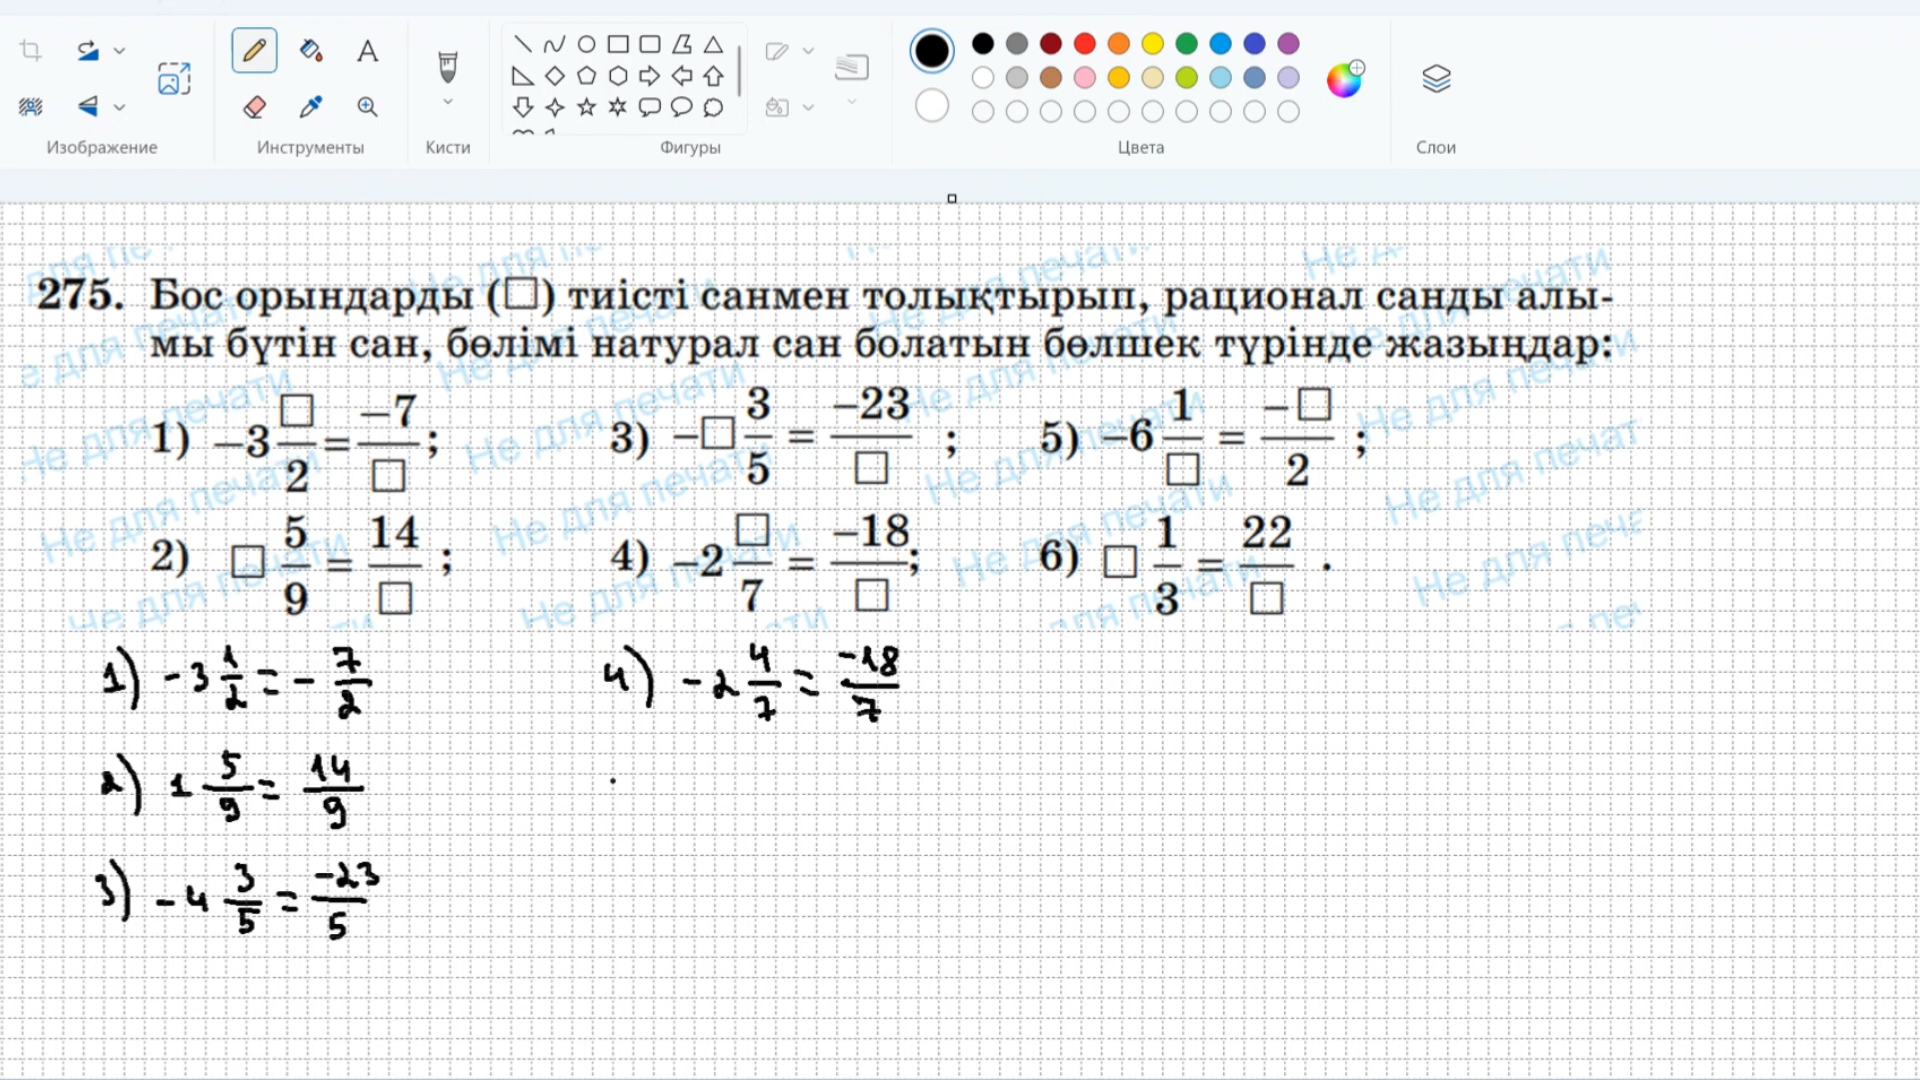 A
Изображение Инструменты Кисти Фигуры Цвета Слои
275. Бос орындарды (□) тиісті санмен толықтырып, рационал санды алы-
мы бүтін сан, бөлімі натурал сан болатын бөлшек түрінде жазыңдар:
1) −3 □/2 = −7/□; 3) −□ 3/5 = −23/□ ; 5) −6 1/□ = −□/2 ;
2) □ 5/9 = 14/□ ; 4) −2 □/7 = −18/□; 6) □ 1/3 = 22/□ .
1) -3 1/2 = - 7/2 4) -2 4/7 = -18/7
2) 1 5/9 = 14/9
3) -4 3/5 = -23/5
Не для печати